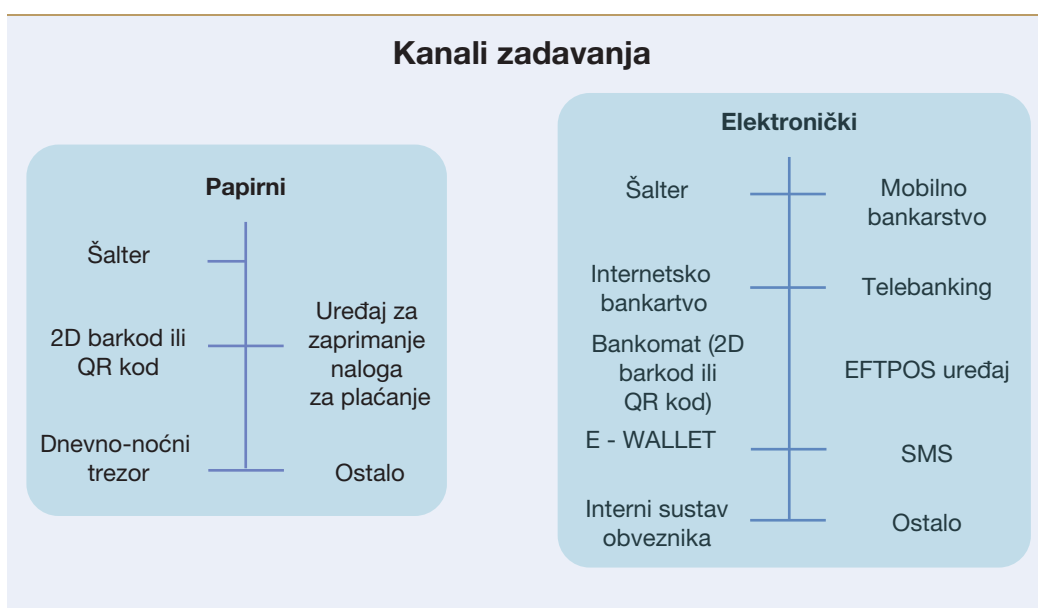 Kanali zadavanja
Papirni
Šalter
2D barkod ili
QR kod
Uređaj za
zaprimanje
naloga
za plaćanje
Dnevno-noćni
trezor
Ostalo
Elektronički
Šalter
Mobilno
bankarstvo
Internetsko
bankartvo
Telebanking
Bankomat (2D
barkod ili
QR kod)
EFTPOS uređaj
E - WALLET
SMS
Interni sustav
obveznika
Ostalo